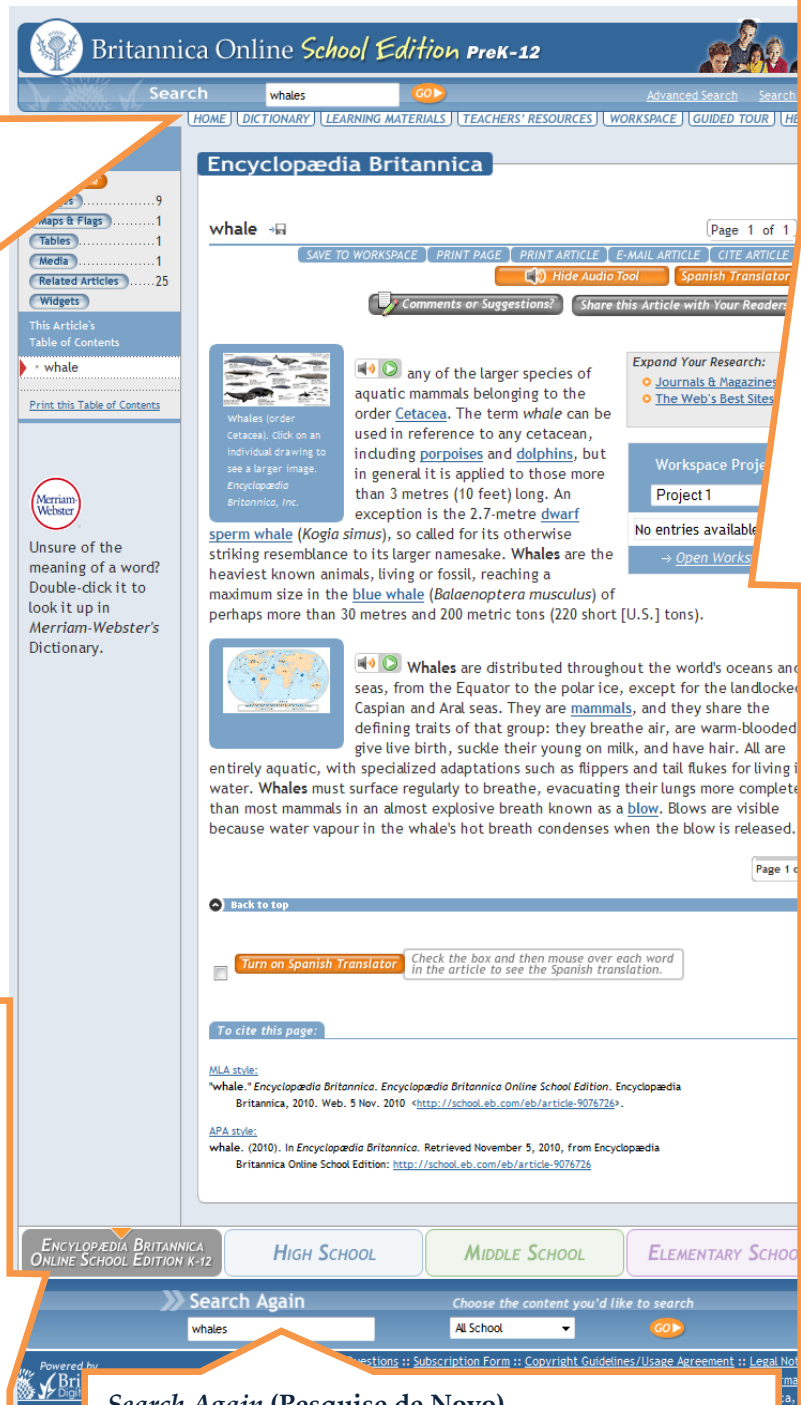 Britannica Online School Edition PreK-12
Search
whales
GO
Advanced Search
Search
HOME
DICTIONARY
LEARNING MATERIALS
TEACHERS' RESOURCES
WORKSPACE
GUIDED TOUR
9
Maps & Flags 1
Tables 1
Media 1
Related Articles 25
Widgets
This Article's
Table of Contents
whale
Print this Table of Contents
Merriam-
Webster
Unsure of the
meaning of a word?
Double-click it to
look it up in
Merriam-Webster's
Dictionary.
Encyclopædia Britannica
whale
Page 1 of 1
SAVE TO WORKSPACE
PRINT PAGE
PRINT ARTICLE
E-MAIL ARTICLE
CITE ARTICLE
Hide Audio Tool
Spanish Translator
Comments or Suggestions?
Share this Article with Your Readers
Whales (order
Cetacea). Click on an
individual drawing to
see a larger image.
Encyclopædia
Britannica, Inc.
any of the larger species of
aquatic mammals belonging to the
order Cetacea. The term whale can be
used in reference to any cetacean,
including porpoises and dolphins, but
in general it is applied to those more
than 3 metres (10 feet) long. An
exception is the 2.7-metre dwarf
sperm whale (Kogia simus), so called for its otherwise
striking resemblance to its larger namesake. Whales are the
heaviest known animals, living or fossil, reaching a
maximum size in the blue whale (Balaenoptera musculus) of
perhaps more than 30 metres and 200 metric tons (220 short [U.S.] tons).
Expand Your Research:
Journals & Magazines
The Web's Best Sites
Workspace
Project 1
No entries available
→ Open
Whales are distributed throughout the world's oceans and
seas, from the Equator to the polar ice, except for the landlocked
Caspian and Aral seas. They are mammals, and they share the
defining traits of that group: they breathe air, are warm-blooded
give live birth, suckle their young on milk, and have hair. All are
entirely aquatic, with specialized adaptations such as flippers and tail flukes for living
water. Whales must surface regularly to breathe, evacuating their lungs more complete
than most mammals in an almost explosive breath known as a blow. Blows are visible
because water vapour in the whale's hot breath condenses when the blow is released.
Page 1
Back to top
Turn on Spanish Translator
Check the box and then mouse over each word
in the article to see the Spanish translation.
To cite this page:
MLA style:
"whale." Encyclopædia Britannica. Encyclopædia Britannica Online School Edition. Encyclopædia
Britannica, 2010. Web. 5 Nov. 2010 <http://school.eb.com/eb/article-9076726>.
APA style:
whale. (2010). In Encyclopædia Britannica. Retrieved November 5, 2010, from Encyclopædia
Britannica Online School Edition: http://school.eb.com/eb/article-9076726
ENCYLOPÆDIA BRITANNICA
ONLINE SCHOOL EDITION K-12
HIGH SCHOOL
MIDDLE SCHOOL
ELEMENTARY SCHOO
Search Again
Choose the content you'd like to search
whales
All School
GO
Powered by
:: Subscription Form :: Copyright Guidelines/Usage Agreement :: Legal
Search Again (Pesquise de Novo)